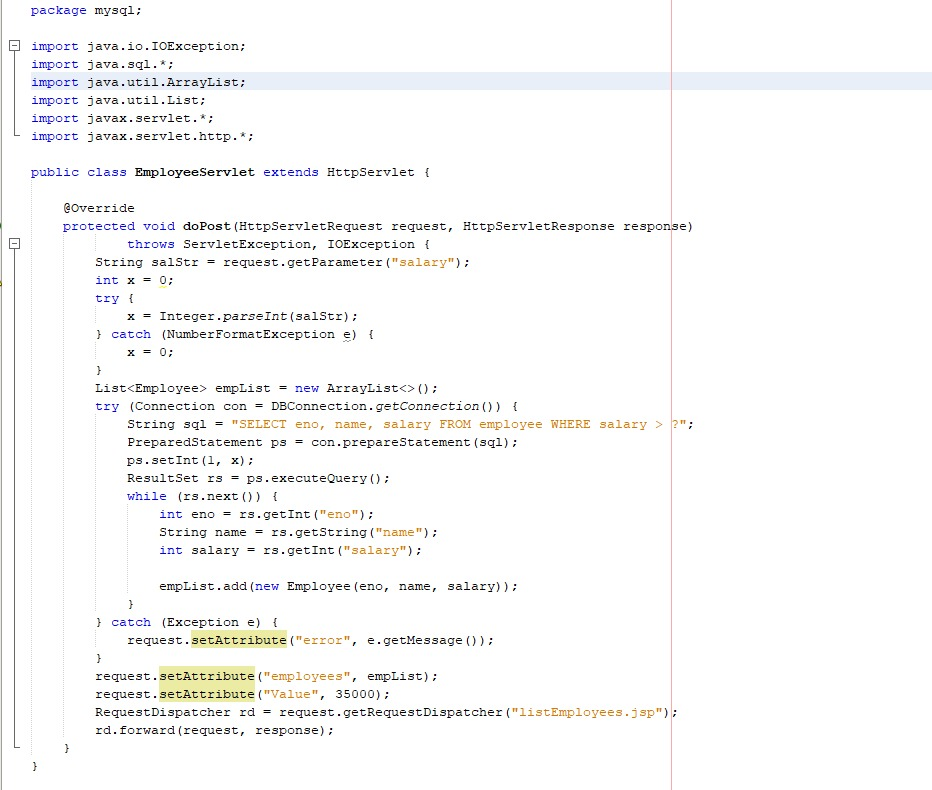 package mysql;
import java.io.IOException;
import java.sql.*;
import java.util.ArrayList;
import java.util.List;
import javax.servlet.*;
import javax.servlet.http.*;
public class EmployeeServlet extends HttpServlet {
@Override
protected void doPost(HttpServletRequest request, HttpServletResponse response)
throws ServletException, IOException {
String salStr = request.getParameter("salary");
int x = 0;
try {
x = Integer.parseInt(salStr);
} catch (NumberFormatException e) {
x = 0;
}
List<Employee> empList = new ArrayList<>();
try (Connection con = DBConnection.getConnection()) {
String sql = "SELECT eno, name, salary FROM employee WHERE salary > ?";
PreparedStatement ps = con.prepareStatement(sql);
ps.setInt(1, x);
ResultSet rs = ps.executeQuery();
while (rs.next()) {
int eno = rs.getInt("eno");
String name = rs.getString("name");
int salary = rs.getInt("salary");
empList.add(new Employee(eno, name, salary));
}
} catch (Exception e) {
request.setAttribute("error", e.getMessage());
}
request.setAttribute("employees", empList);
request.setAttribute("Value", 35000);
RequestDispatcher rd = request.getRequestDispatcher("listEmployees.jsp");
rd.forward(request, response);
}
}